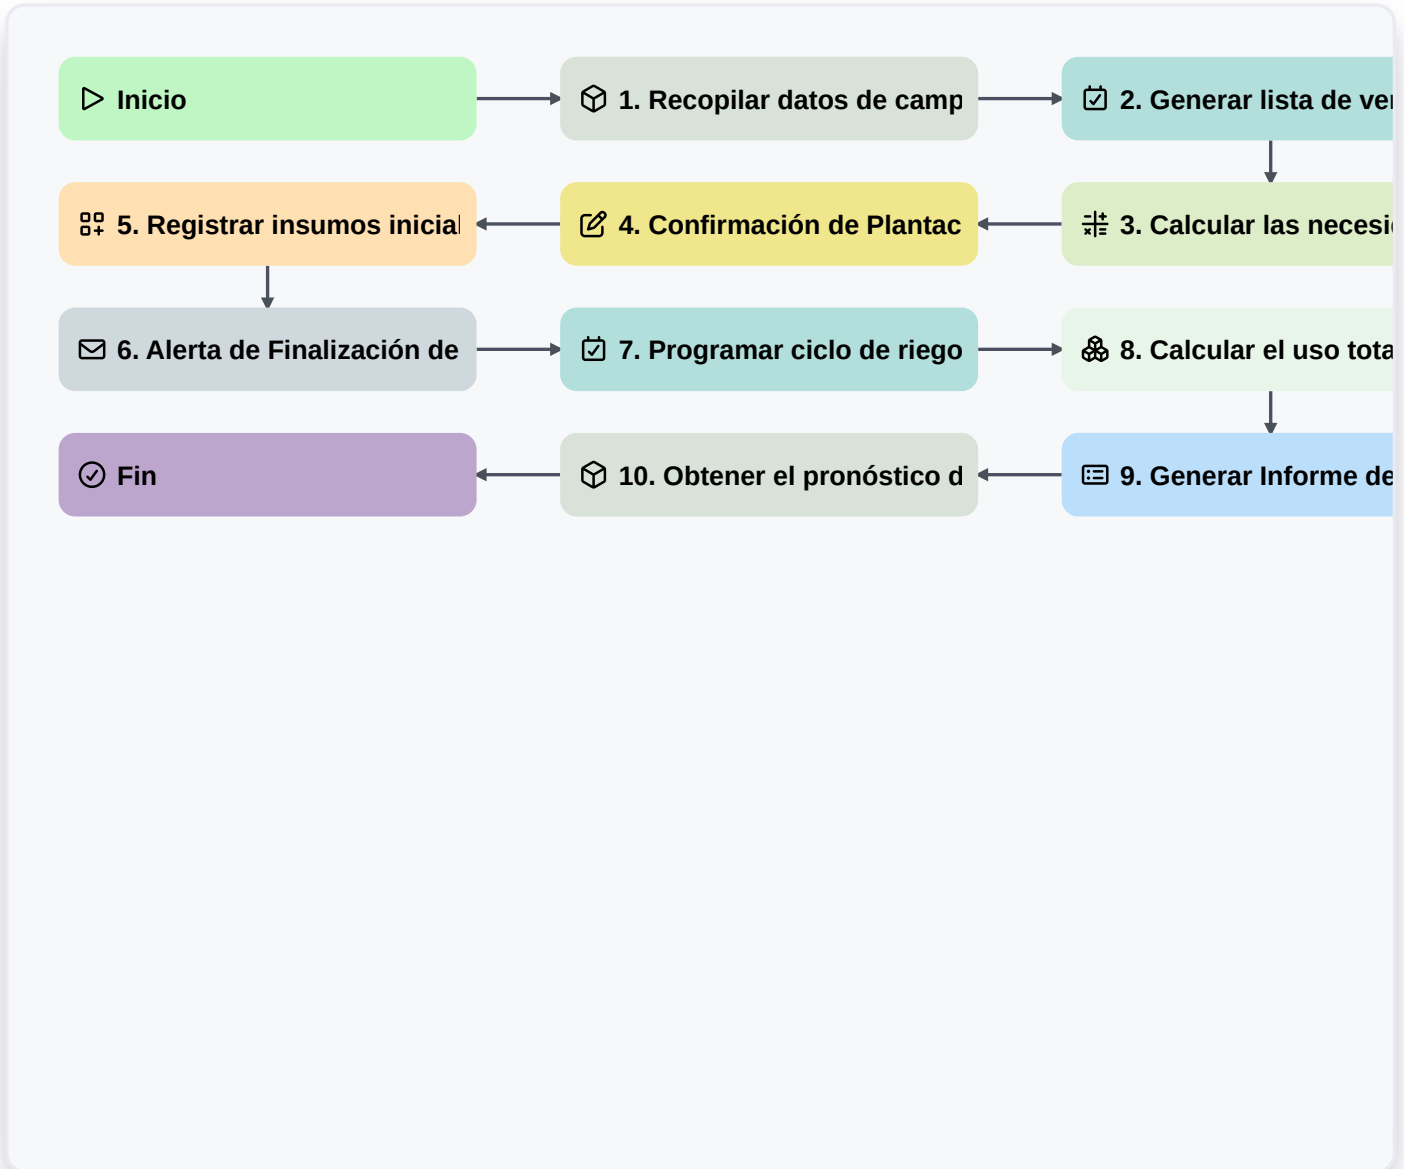 Inicio
1. Recopilar datos de camp
2. Generar lista de ver
5. Registrar insumos inicial
4. Confirmación de Plantac
3. Calcular las necesi
6. Alerta de Finalización de
7. Programar ciclo de riego
8. Calcular el uso tota
Fin
10. Obtener el pronóstico d
9. Generar Informe de